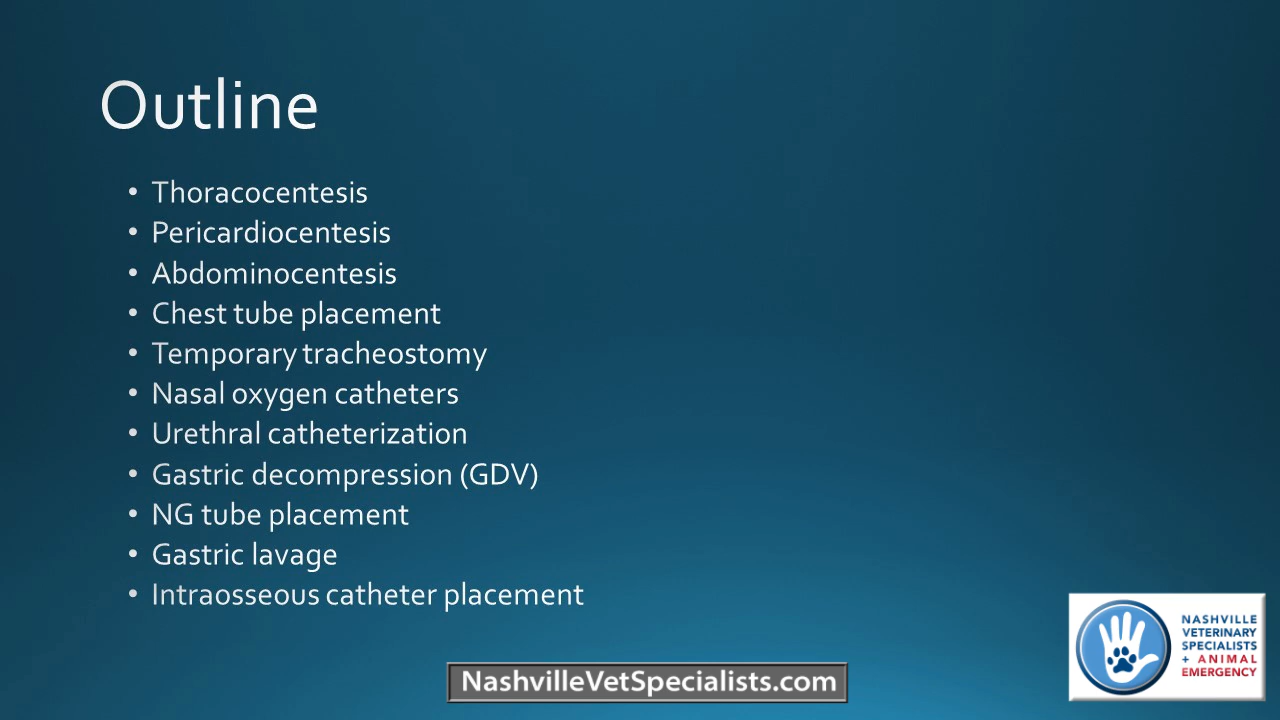 Outline
• Thoracocentesis
• Pericardiocentesis
• Abdominocentesis
• Chest tube placement
• Temporary tracheostomy
• Nasal oxygen catheters
• Urethral catheterization
• Gastric decompression (GDV)
• NG tube placement
• Gastric lavage
• Intraosseous catheter placement
NASHVILLE
VETERINARY
SPECIALISTS
+ ANIMAL
EMERGENCY
NashvilleVetSpecialists.com